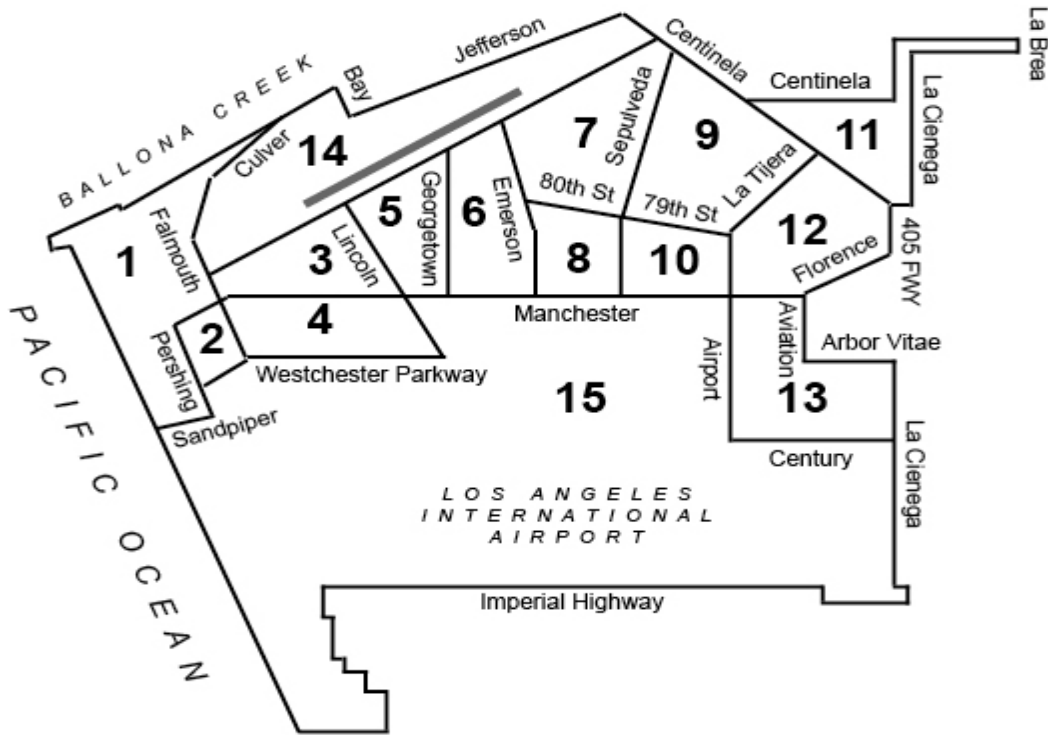 La Brea
Jefferson
Centinela
Bay
BALLONA CREEK
Centinela
La Cienega
Culver
14
7
Sepulveda
9
11
La Tijera
80th St
79th St
Georgetown
5
6
Emerson
Falmouth
1
3
Lincoln
8
10
12
Florence
405 FWY
Manchester
2
4
Pershing
Westchester Parkway
Sandpiper
15
Airport
Aviation
Arbor Vitae
13
Century
La Cienega
PACIFIC OCEAN
LOS ANGELES
INTERNATIONAL
AIRPORT
Imperial Highway